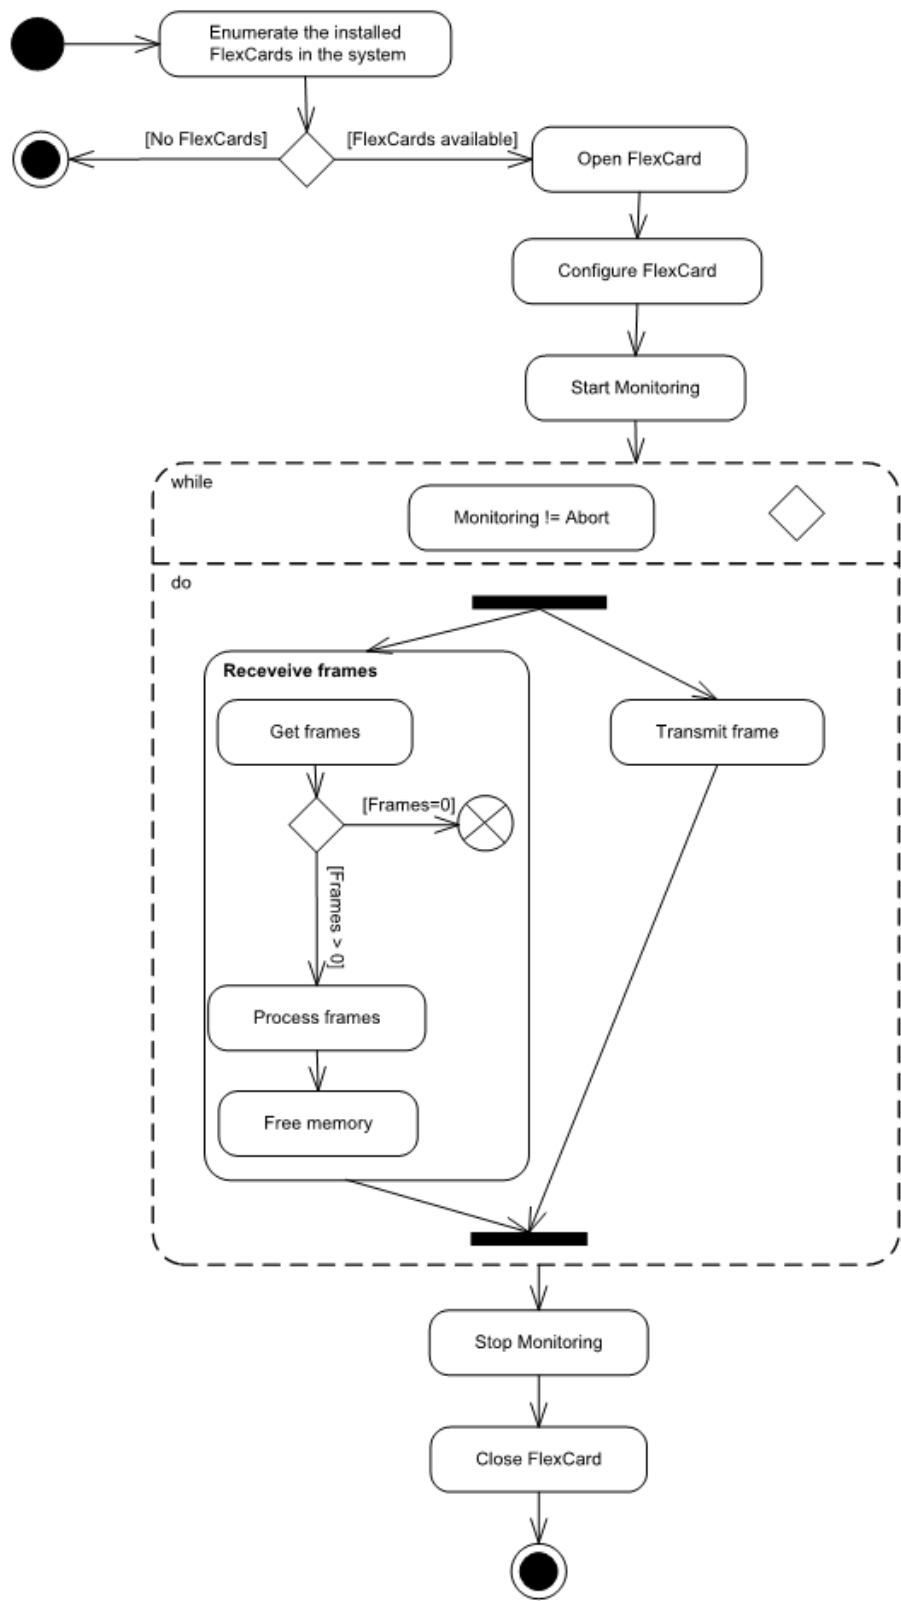 Enumerate the installed
FlexCards in the system
[No FlexCards]
[FlexCards available]
Open FlexCard
Configure FlexCard
Start Monitoring
while
Monitoring != Abort
do
Receveive frames
Get frames
Transmit frame
[Frames=0]
[Frames > 0]
Process frames
Free memory
Stop Monitoring
Close FlexCard